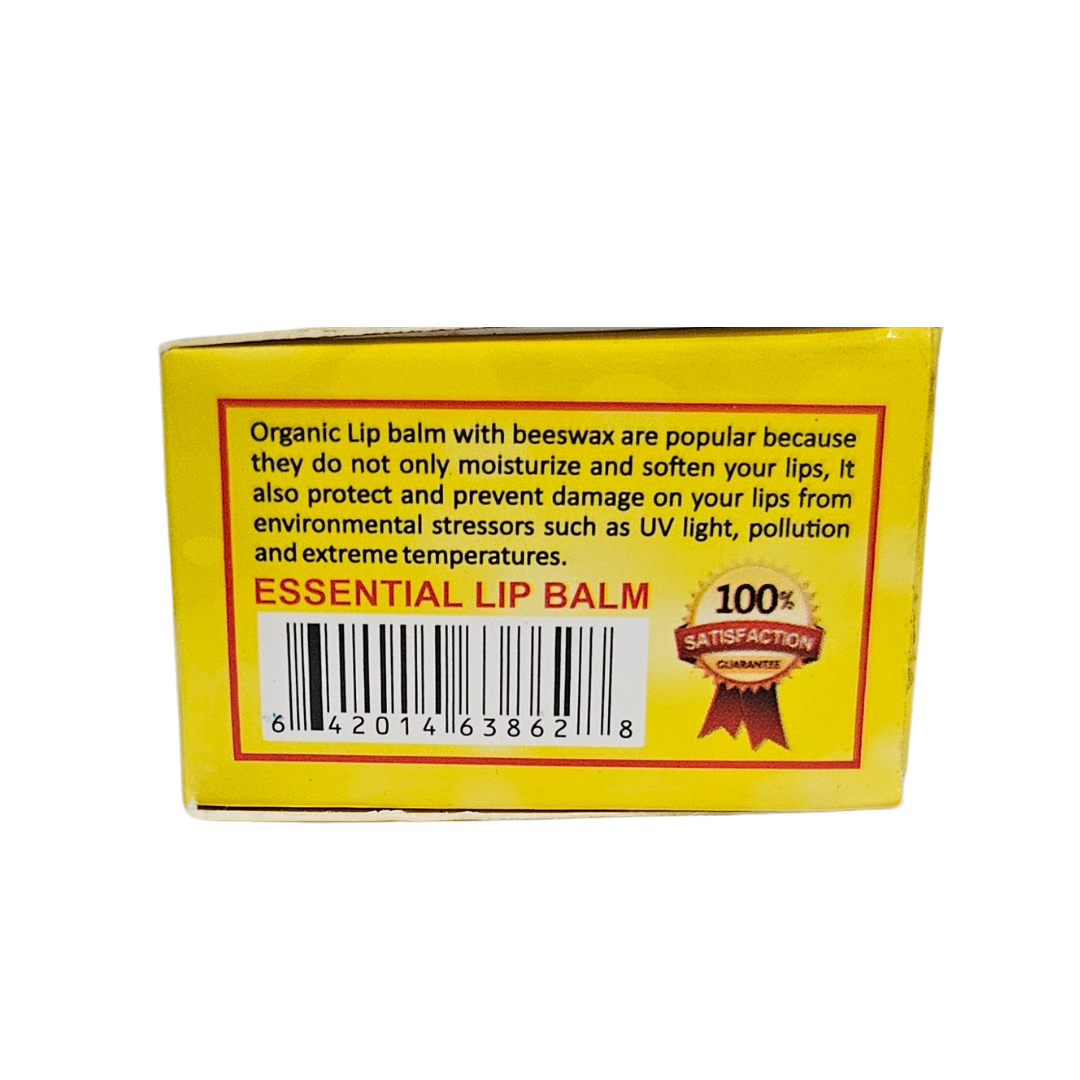 Organic Lip balm with beeswax are popular because
they do not only moisturize and soften your lips, It
also protect and prevent damage on your lips from
environmental stressors such as UV light, pollution
and extreme temperatures.
ESSENTIAL LIP BALM
6 42014 63862 8
100%
SATISFACTION
GUARANTEE